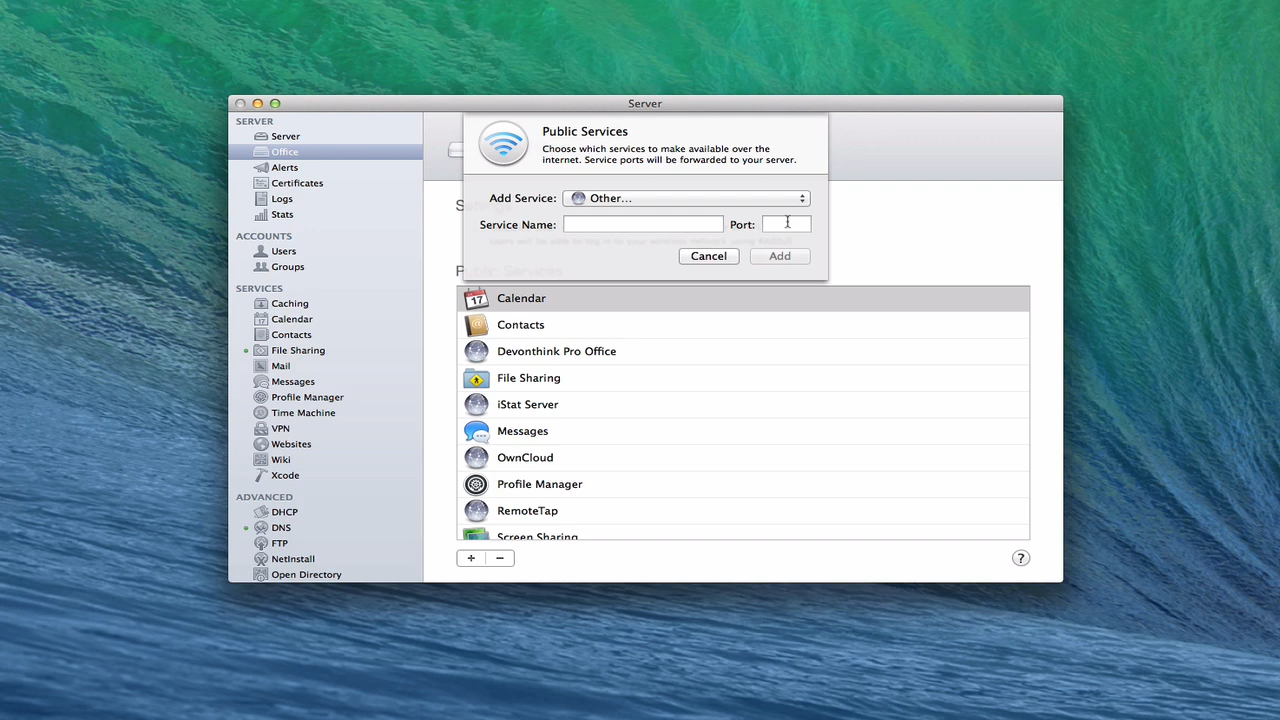 Server
SERVER
Server
Office
Alerts
Certificates
Logs
Stats
ACCOUNTS
Users
Groups
SERVICES
Caching
Calendar
Contacts
File Sharing
Mail
Messages
Profile Manager
Time Machine
VPN
Websites
Wiki
Xcode
ADVANCED
DHCP
DNS
FTP
NetInstall
Open Directory
Public Services
Choose which services to make available over the
internet. Service ports will be forwarded to your server.
Add Service: Other...
Service Name: Port:
Cancel Add
Public Services
17 Calendar
Contacts
Devonthink Pro Office
File Sharing
iStat Server
Messages
OwnCloud
Profile Manager
RemoteTap
Screen Sharing
+ − ?